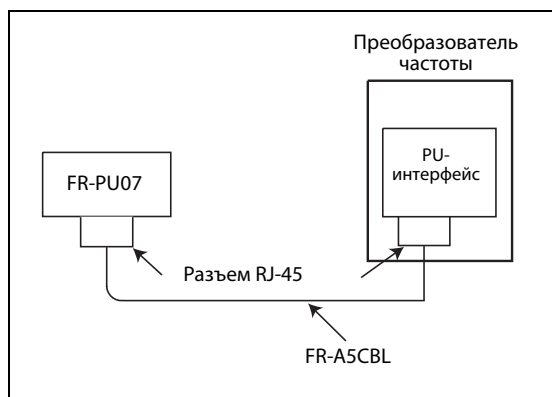 Преобразователь
частоты
PU-
интерфейс
FR-PU07
Разъем RJ-45
FR-A5CBL